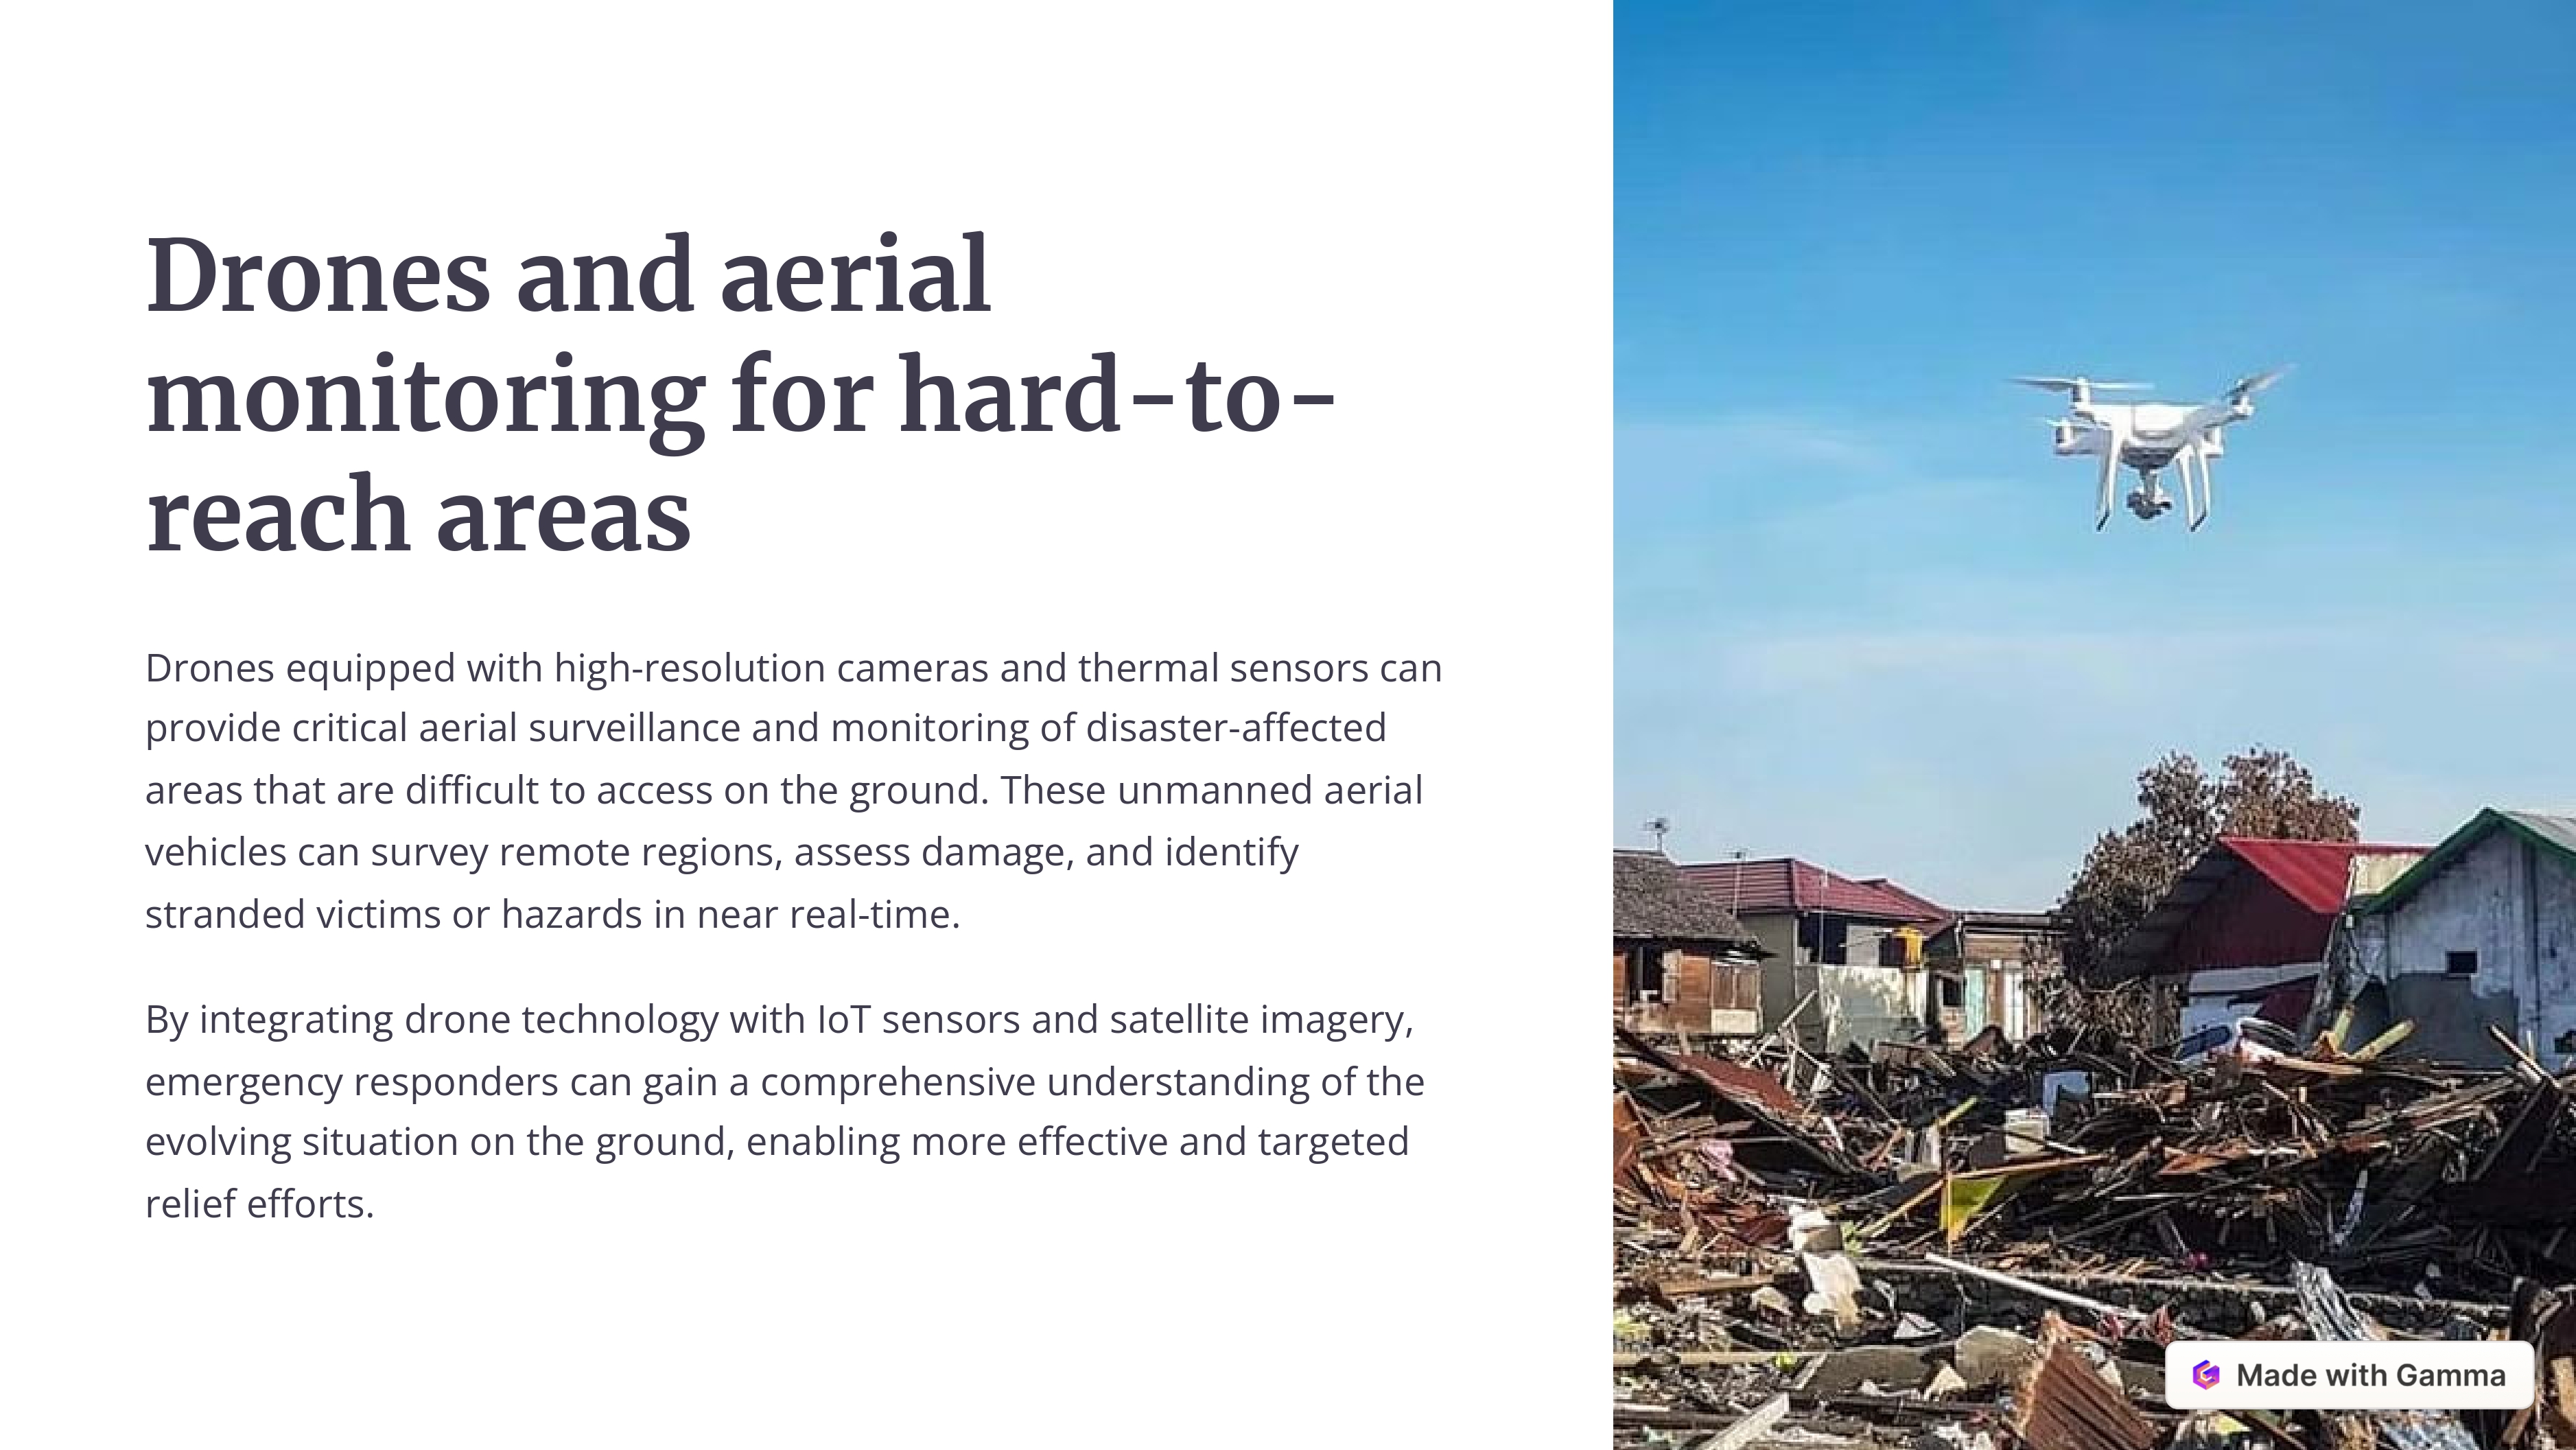 Drones and aerial
monitoring for hard-to-
reach areas
Drones equipped with high-resolution cameras and thermal sensors can
provide critical aerial surveillance and monitoring of disaster-affected
areas that are difficult to access on the ground. These unmanned aerial
vehicles can survey remote regions, assess damage, and identify
stranded victims or hazards in near real-time.
By integrating drone technology with IoT sensors and satellite imagery,
emergency responders can gain a comprehensive understanding of the
evolving situation on the ground, enabling more effective and targeted
relief efforts.
Made with Gamma